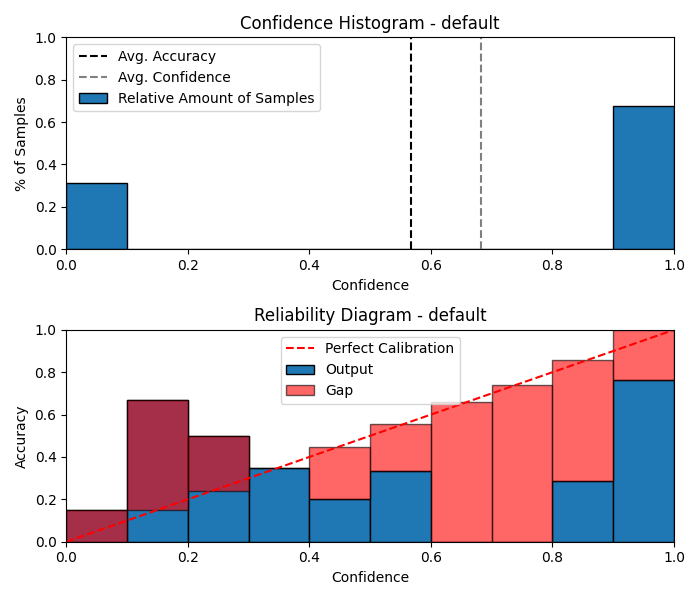 Confidence Histogram - default
1.0
0.8
0.6
0.4
0.2
0.0
% of Samples
Avg. Accuracy
Avg. Confidence
Relative Amount of Samples
0.0 0.2 0.4 0.6 0.8 1.0
Confidence
Reliability Diagram - default
1.0
0.8
0.6
0.4
0.2
0.0
Accuracy
Perfect Calibration
Output
Gap
0.0 0.2 0.4 0.6 0.8 1.0
Confidence